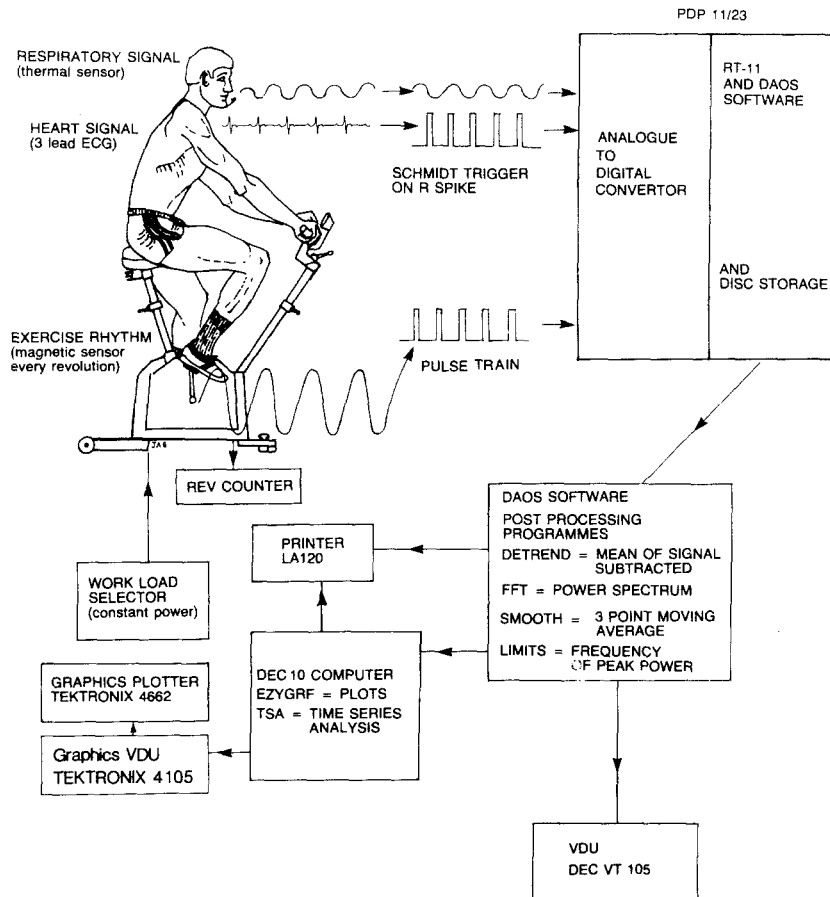 PDP 11/23
RESPIRATORY SIGNAL
(thermal sensor)
HEART SIGNAL
(3 lead ECG)
SCHMIDT TRIGGER
ON R SPIKE
ANALOGUE
TO
DIGITAL
CONVERTOR
RT-11
AND DAOS
SOFTWARE
AND
DISC STORAGE
EXERCISE RHYTHM
(magnetic sensor
every revolution)
PULSE TRAIN
JAG
REV COUNTER
WORK LOAD
SELECTOR
(constant power)
PRINTER
LA120
DAOS SOFTWARE
POST PROCESSING
PROGRAMMES
DETREND = MEAN OF SIGNAL
SUBTRACTED
FFT = POWER SPECTRUM
SMOOTH = 3 POINT MOVING
AVERAGE
LIMITS = FREQUENCY
OF PEAK POWER
DEC 10 COMPUTER
EZYGRF = PLOTS
TSA = TIME SERIES
ANALYSIS
GRAPHICS PLOTTER
TEKTRONIX 4662
Graphics VDU
TEKTRONIX 4105
VDU
DEC VT 105